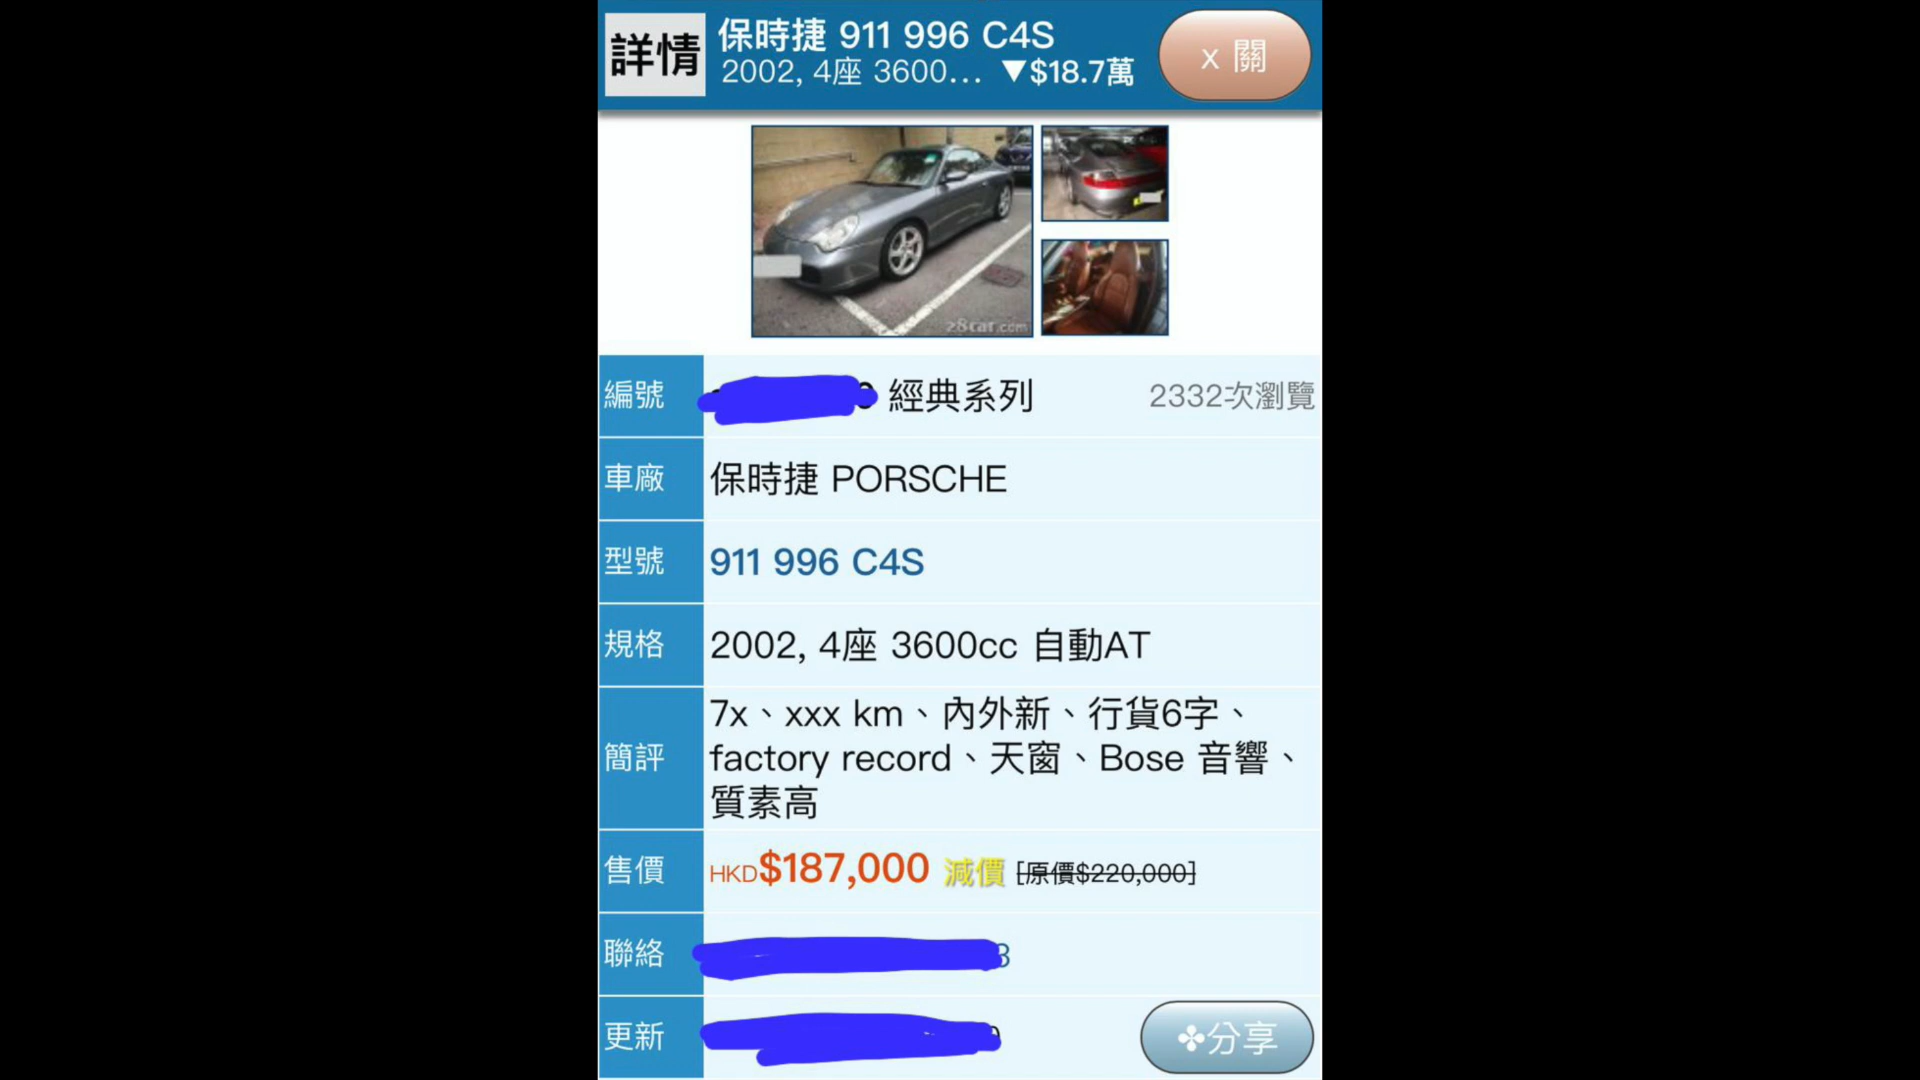 詳情
保時捷 911 996 C4S
2002, 4座 3600... ▼$18.7萬
x 關
28car.com
編號 經典系列 2332次瀏覽
車廠 保時捷 PORSCHE
型號 911 996 C4S
規格 2002, 4座 3600cc 自動AT
簡評 7x、xxx km、內外新、行貨6字、
factory record、天窗、Bose 音響、
質素高
售價 HKD$187,000 減價 [原價$220,000]
聯絡
更新
分享